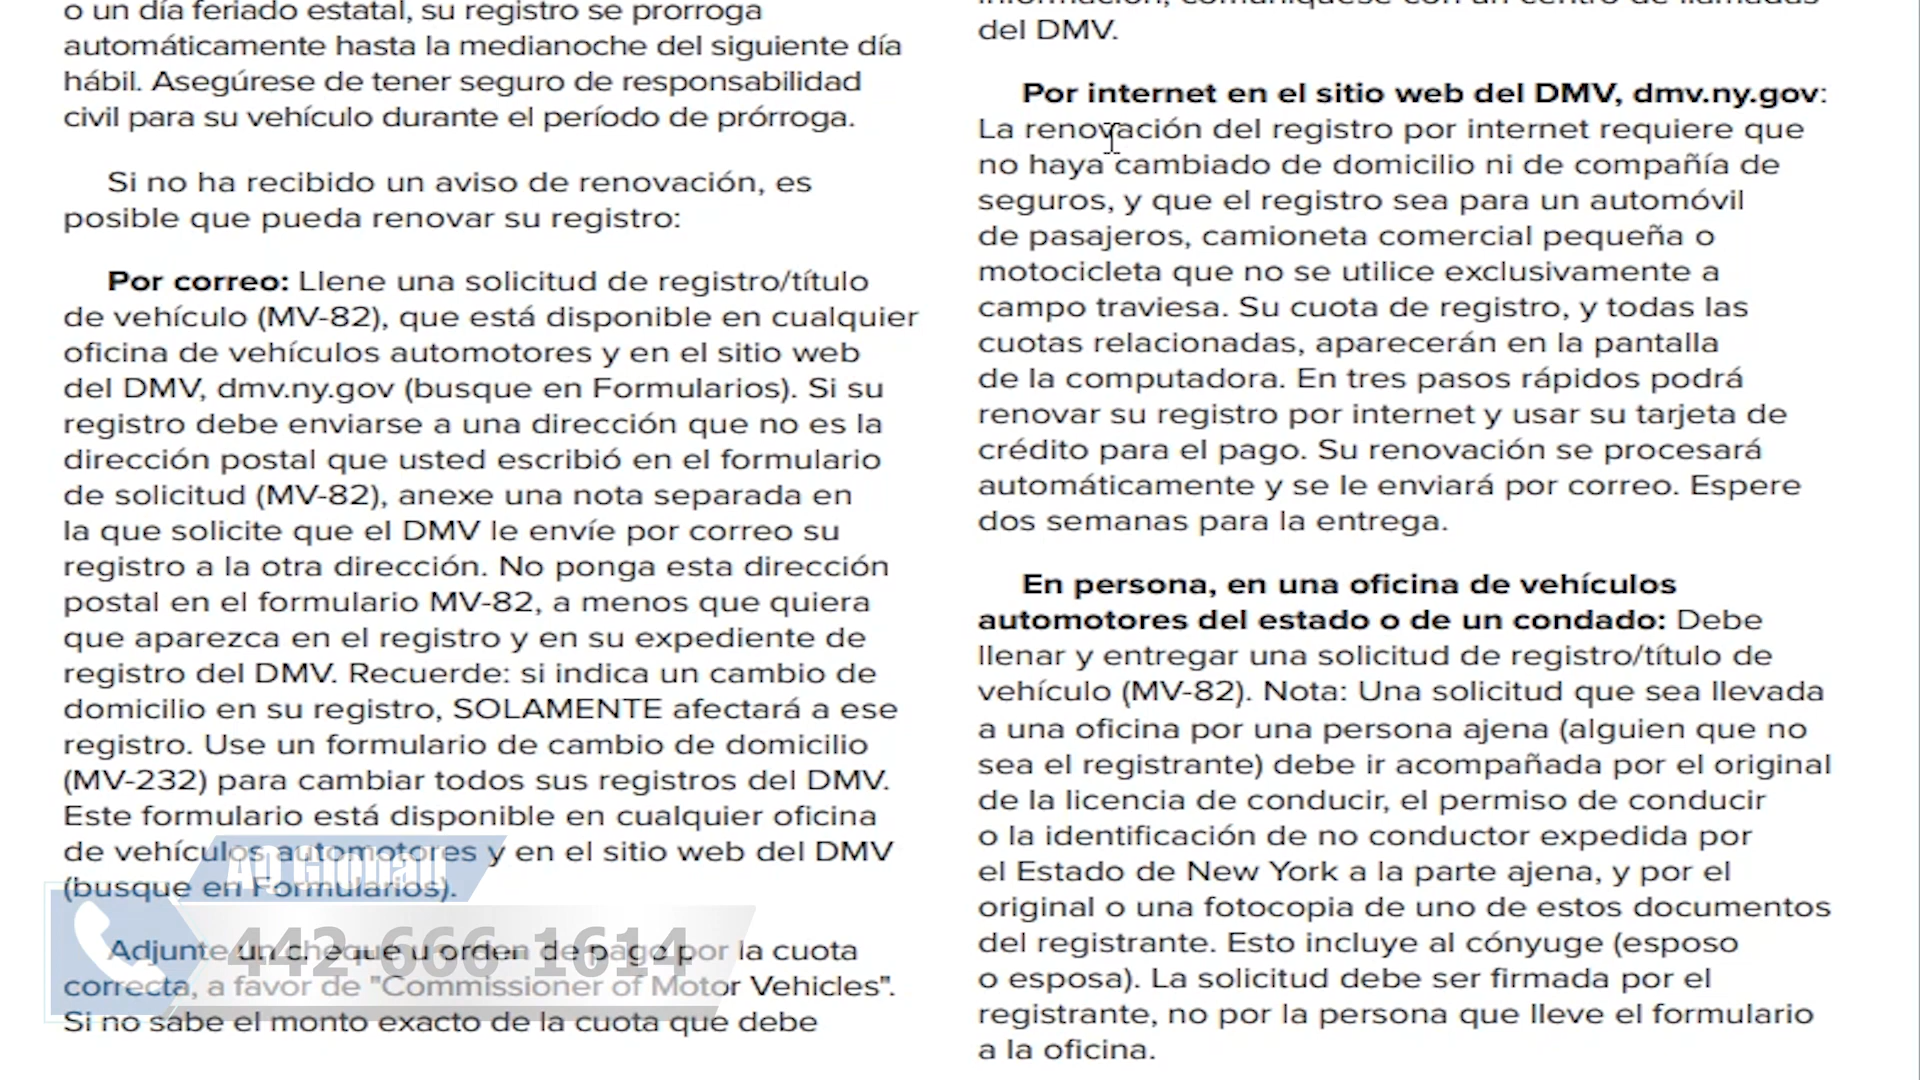 o un día feriado estatal, su registro se prorroga
automáticamente hasta la medianoche del siguiente día
hábil. Asegúrese de tener seguro de responsabilidad
civil para su vehículo durante el período de prórroga.
Si no ha recibido un aviso de renovación, es
posible que pueda renovar su registro:
Por correo: Llene una solicitud de registro/título
de vehículo (MV-82), que está disponible en cualquier
oficina de vehículos automotores y en el sitio web
del DMV, dmv.ny.gov (busque en Formularios). Si su
registro debe enviarse a una dirección que no es la
dirección postal que usted escribió en el formulario
de solicitud (MV-82), anexe una nota separada en
la que solicite que el DMV le envíe por correo su
registro a la otra dirección. No ponga esta dirección
postal en el formulario MV-82, a menos que quiera
que aparezca en el registro y en su expediente de
registro del DMV. Recuerde: si indica un cambio de
domicilio en su registro, SOLAMENTE afectará a ese
registro. Use un formulario de cambio de domicilio
(MV-232) para cambiar todos sus registros del DMV.
Este formulario está disponible en cualquier oficina
de vehículos automotores y en el sitio web del DMV
(busque en Formularios).
Adjunte un cheque u orden de pago por la cuota
correcta, a favor de "Commissioner of Motor Vehicles".
Si no sabe el monto exacto de la cuota que debe
información, comuníquese con un centro de llamadas
del DMV.
Por internet en el sitio web del DMV, dmv.ny.gov:
La renovación del registro por internet requiere que
no haya cambiado de domicilio ni de compañía de
seguros, y que el registro sea para un automóvil
de pasajeros, camioneta comercial pequeña o
motocicleta que no se utilice exclusivamente a
campo traviesa. Su cuota de registro, y todas las
cuotas relacionadas, aparecerán en la pantalla
de la computadora. En tres pasos rápidos podrá
renovar su registro por internet y usar su tarjeta de
crédito para el pago. Su renovación se procesará
automáticamente y se le enviará por correo. Espere
dos semanas para la entrega.
En persona, en una oficina de vehículos
automotores del estado o de un condado: Debe
llenar y entregar una solicitud de registro/título de
vehículo (MV-82). Nota: Una solicitud que sea llevada
a una oficina por una persona ajena (alguien que no
sea el registrante) debe ir acompañada por el original
de la licencia de conducir, el permiso de conducir
o la identificación de no conductor expedida por
el Estado de New York a la parte ajena, y por el
original o una fotocopia de uno de estos documentos
del registrante. Esto incluye al cónyuge (esposo
o esposa). La solicitud debe ser firmada por el
registrante, no por la persona que lleve el formulario
a la oficina.
442-666-1614